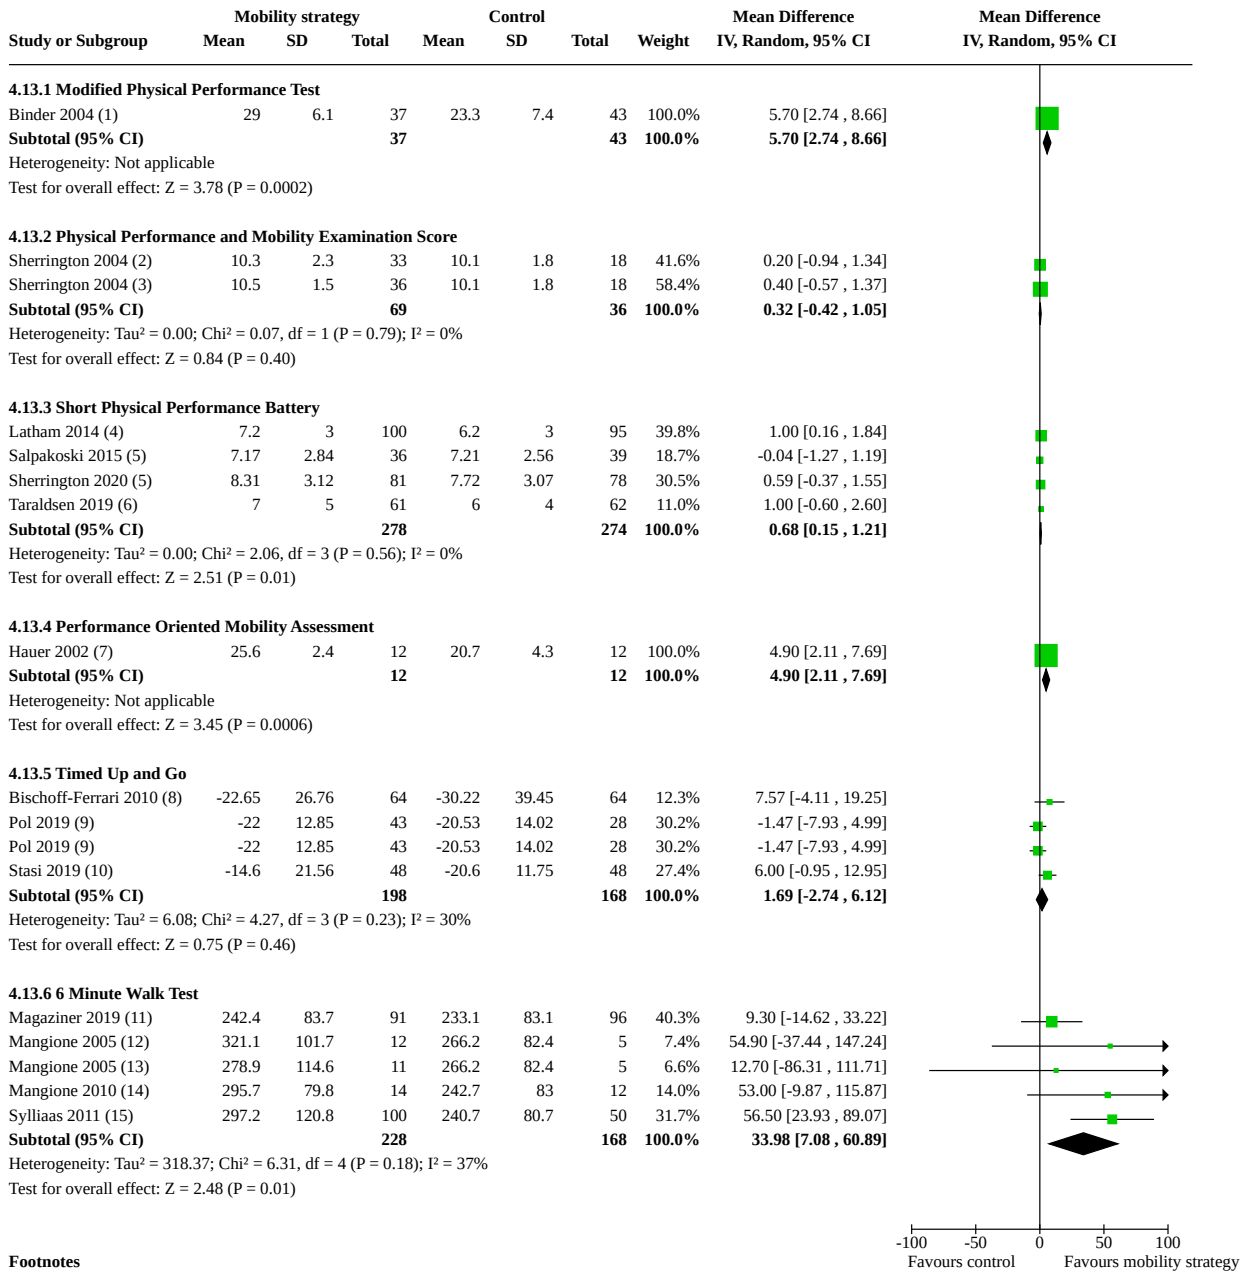 Mobility strategy Control Mean Difference Mean Difference
Study or Subgroup Mean SD Total Mean SD Total Weight IV, Random, 95% CI IV, Random, 95% CI
4.13.1 Modified Physical Performance Test
Binder 2004 (1) 29 6.1 37 23.3 7.4 43 100.0% 5.70 [2.74 , 8.66]
Subtotal (95% CI) 37 43 100.0% 5.70 [2.74 , 8.66]
Heterogeneity: Not applicable
Test for overall effect: Z = 3.78 (P = 0.0002)
4.13.2 Physical Performance and Mobility Examination Score
Sherrington 2004 (2) 10.3 2.3 33 10.1 1.8 18 41.6% 0.20 [-0.94 , 1.34]
Sherrington 2004 (3) 10.5 1.5 36 10.1 1.8 18 58.4% 0.40 [-0.57 , 1.37]
Subtotal (95% CI) 69 36 100.0% 0.32 [-0.42 , 1.05]
Heterogeneity: Tau² = 0.00; Chi² = 0.07, df = 1 (P = 0.79); I² = 0%
Test for overall effect: Z = 0.84 (P = 0.40)
4.13.3 Short Physical Performance Battery
Latham 2014 (4) 7.2 3 100 6.2 3 95 39.8% 1.00 [0.16 , 1.84]
Salpakoski 2015 (5) 7.17 2.84 36 7.21 2.56 39 18.7% -0.04 [-1.27 , 1.19]
Sherrington 2020 (5) 8.31 3.12 81 7.72 3.07 78 30.5% 0.59 [-0.37 , 1.55]
Taraldsen 2019 (6) 7 5 61 6 4 62 11.0% 1.00 [-0.60 , 2.60]
Subtotal (95% CI) 278 274 100.0% 0.68 [0.15 , 1.21]
Heterogeneity: Tau² = 0.00; Chi² = 2.06, df = 3 (P = 0.56); I² = 0%
Test for overall effect: Z = 2.51 (P = 0.01)
4.13.4 Performance Oriented Mobility Assessment
Hauer 2002 (7) 25.6 2.4 12 20.7 4.3 12 100.0% 4.90 [2.11 , 7.69]
Subtotal (95% CI) 12 12 100.0% 4.90 [2.11 , 7.69]
Heterogeneity: Not applicable
Test for overall effect: Z = 3.45 (P = 0.0006)
4.13.5 Timed Up and Go
Bischoff-Ferrari 2010 (8) -22.65 26.76 64 -30.22 39.45 64 12.3% 7.57 [-4.11 , 19.25]
Pol 2019 (9) -22 12.85 43 -20.53 14.02 28 30.2% -1.47 [-7.93 , 4.99]
Pol 2019 (9) -22 12.85 43 -20.53 14.02 28 30.2% -1.47 [-7.93 , 4.99]
Stasi 2019 (10) -14.6 21.56 48 -20.6 11.75 48 27.4% 6.00 [-0.95 , 12.95]
Subtotal (95% CI) 198 168 100.0% 1.69 [-2.74 , 6.12]
Heterogeneity: Tau² = 6.08; Chi² = 4.27, df = 3 (P = 0.23); I² = 30%
Test for overall effect: Z = 0.75 (P = 0.46)
4.13.6 6 Minute Walk Test
Magaziner 2019 (11) 242.4 83.7 91 233.1 83.1 96 40.3% 9.30 [-14.62 , 33.22]
Mangione 2005 (12) 321.1 101.7 12 266.2 82.4 5 7.4% 54.90 [-37.44 , 147.24]
Mangione 2005 (13) 278.9 114.6 11 266.2 82.4 5 6.6% 12.70 [-86.31 , 111.71]
Mangione 2010 (14) 295.7 79.8 14 242.7 83 12 14.0% 53.00 [-9.87 , 115.87]
Sylliaas 2011 (15) 297.2 120.8 100 240.7 80.7 50 31.7% 56.50 [23.93 , 89.07]
Subtotal (95% CI) 228 168 100.0% 33.98 [7.08 , 60.89]
Heterogeneity: Tau² = 318.37; Chi² = 6.31, df = 4 (P = 0.18); I² = 37%
Test for overall effect: Z = 2.48 (P = 0.01)
-100 -50 0 50 100
Footnotes Favours control Favours mobility strategy